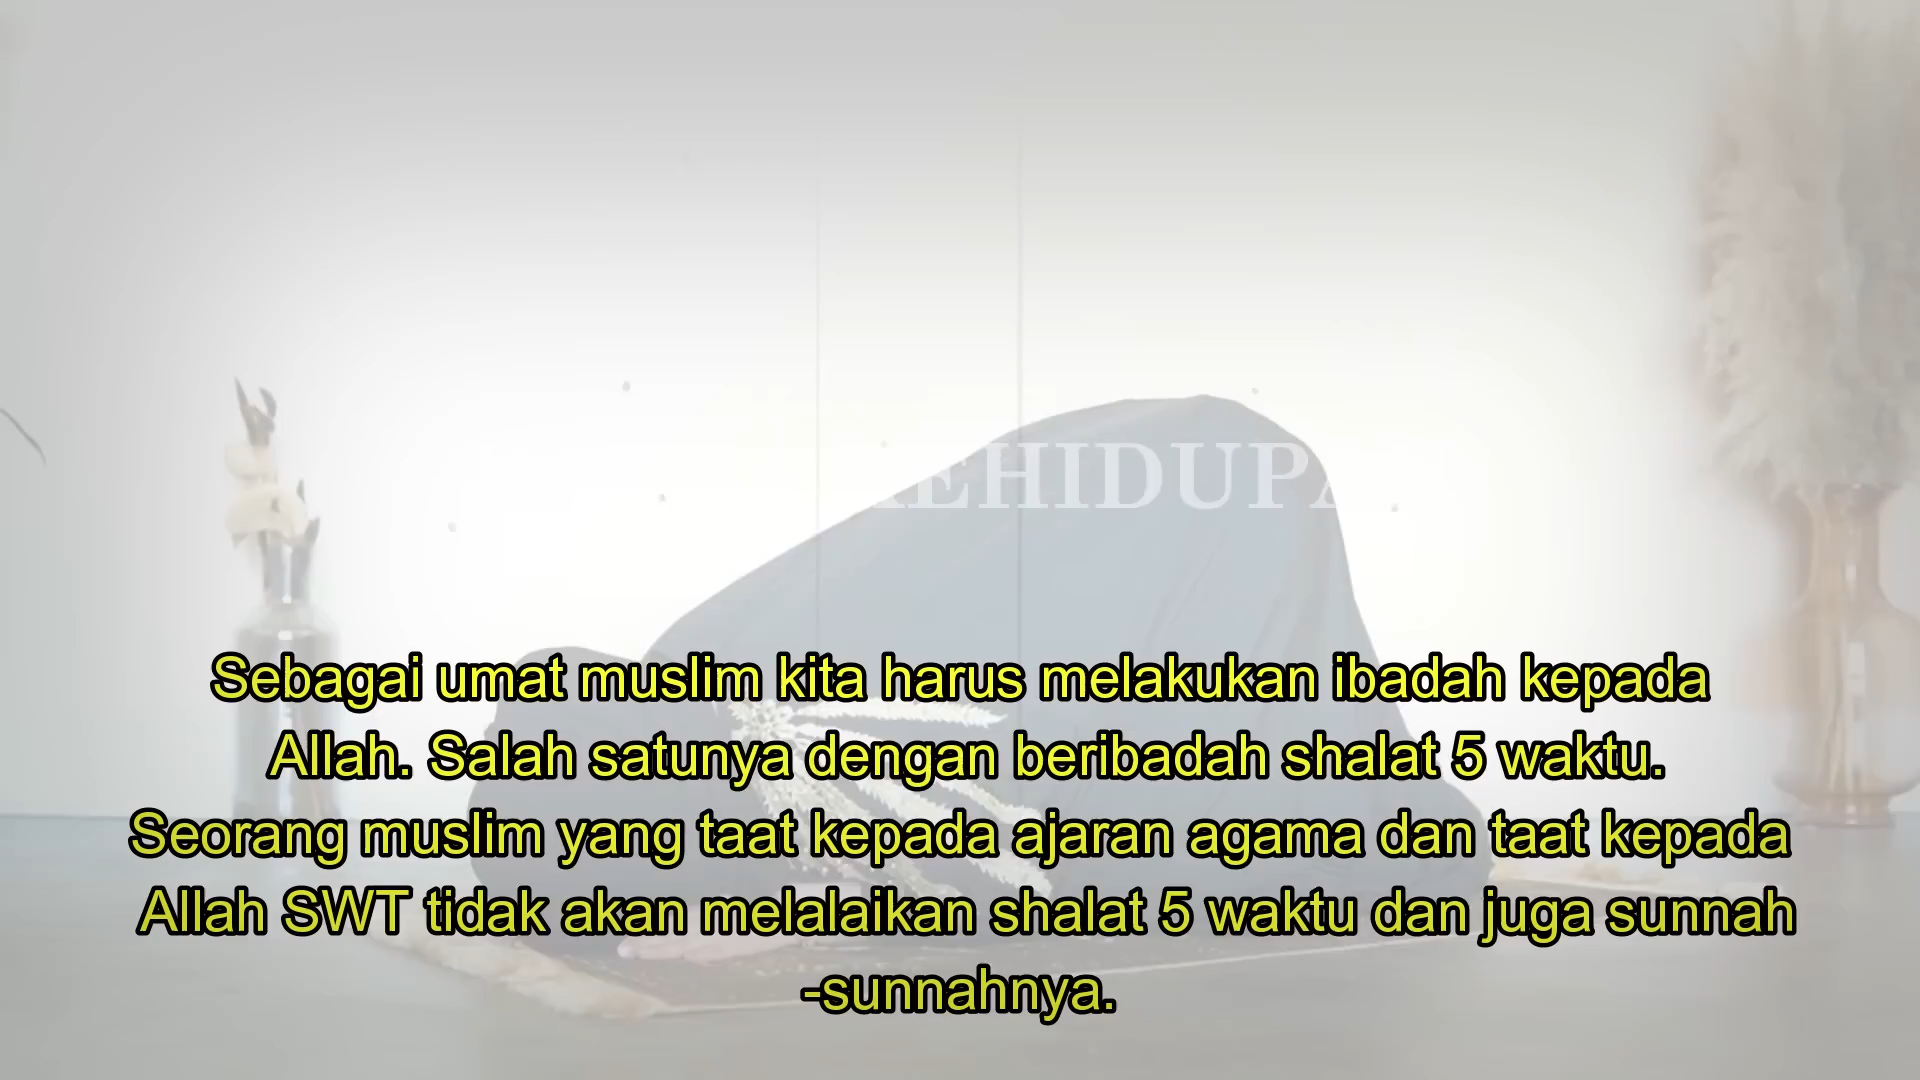 Sebagai umat muslim kita harus melakukan ibadah kepada
Allah. Salah satunya dengan beribadah shalat 5 waktu.
Seorang muslim yang taat kepada ajaran agama dan taat kepada
Allah SWT tidak akan melalaikan shalat 5 waktu dan juga sunnah
-sunnahnya.